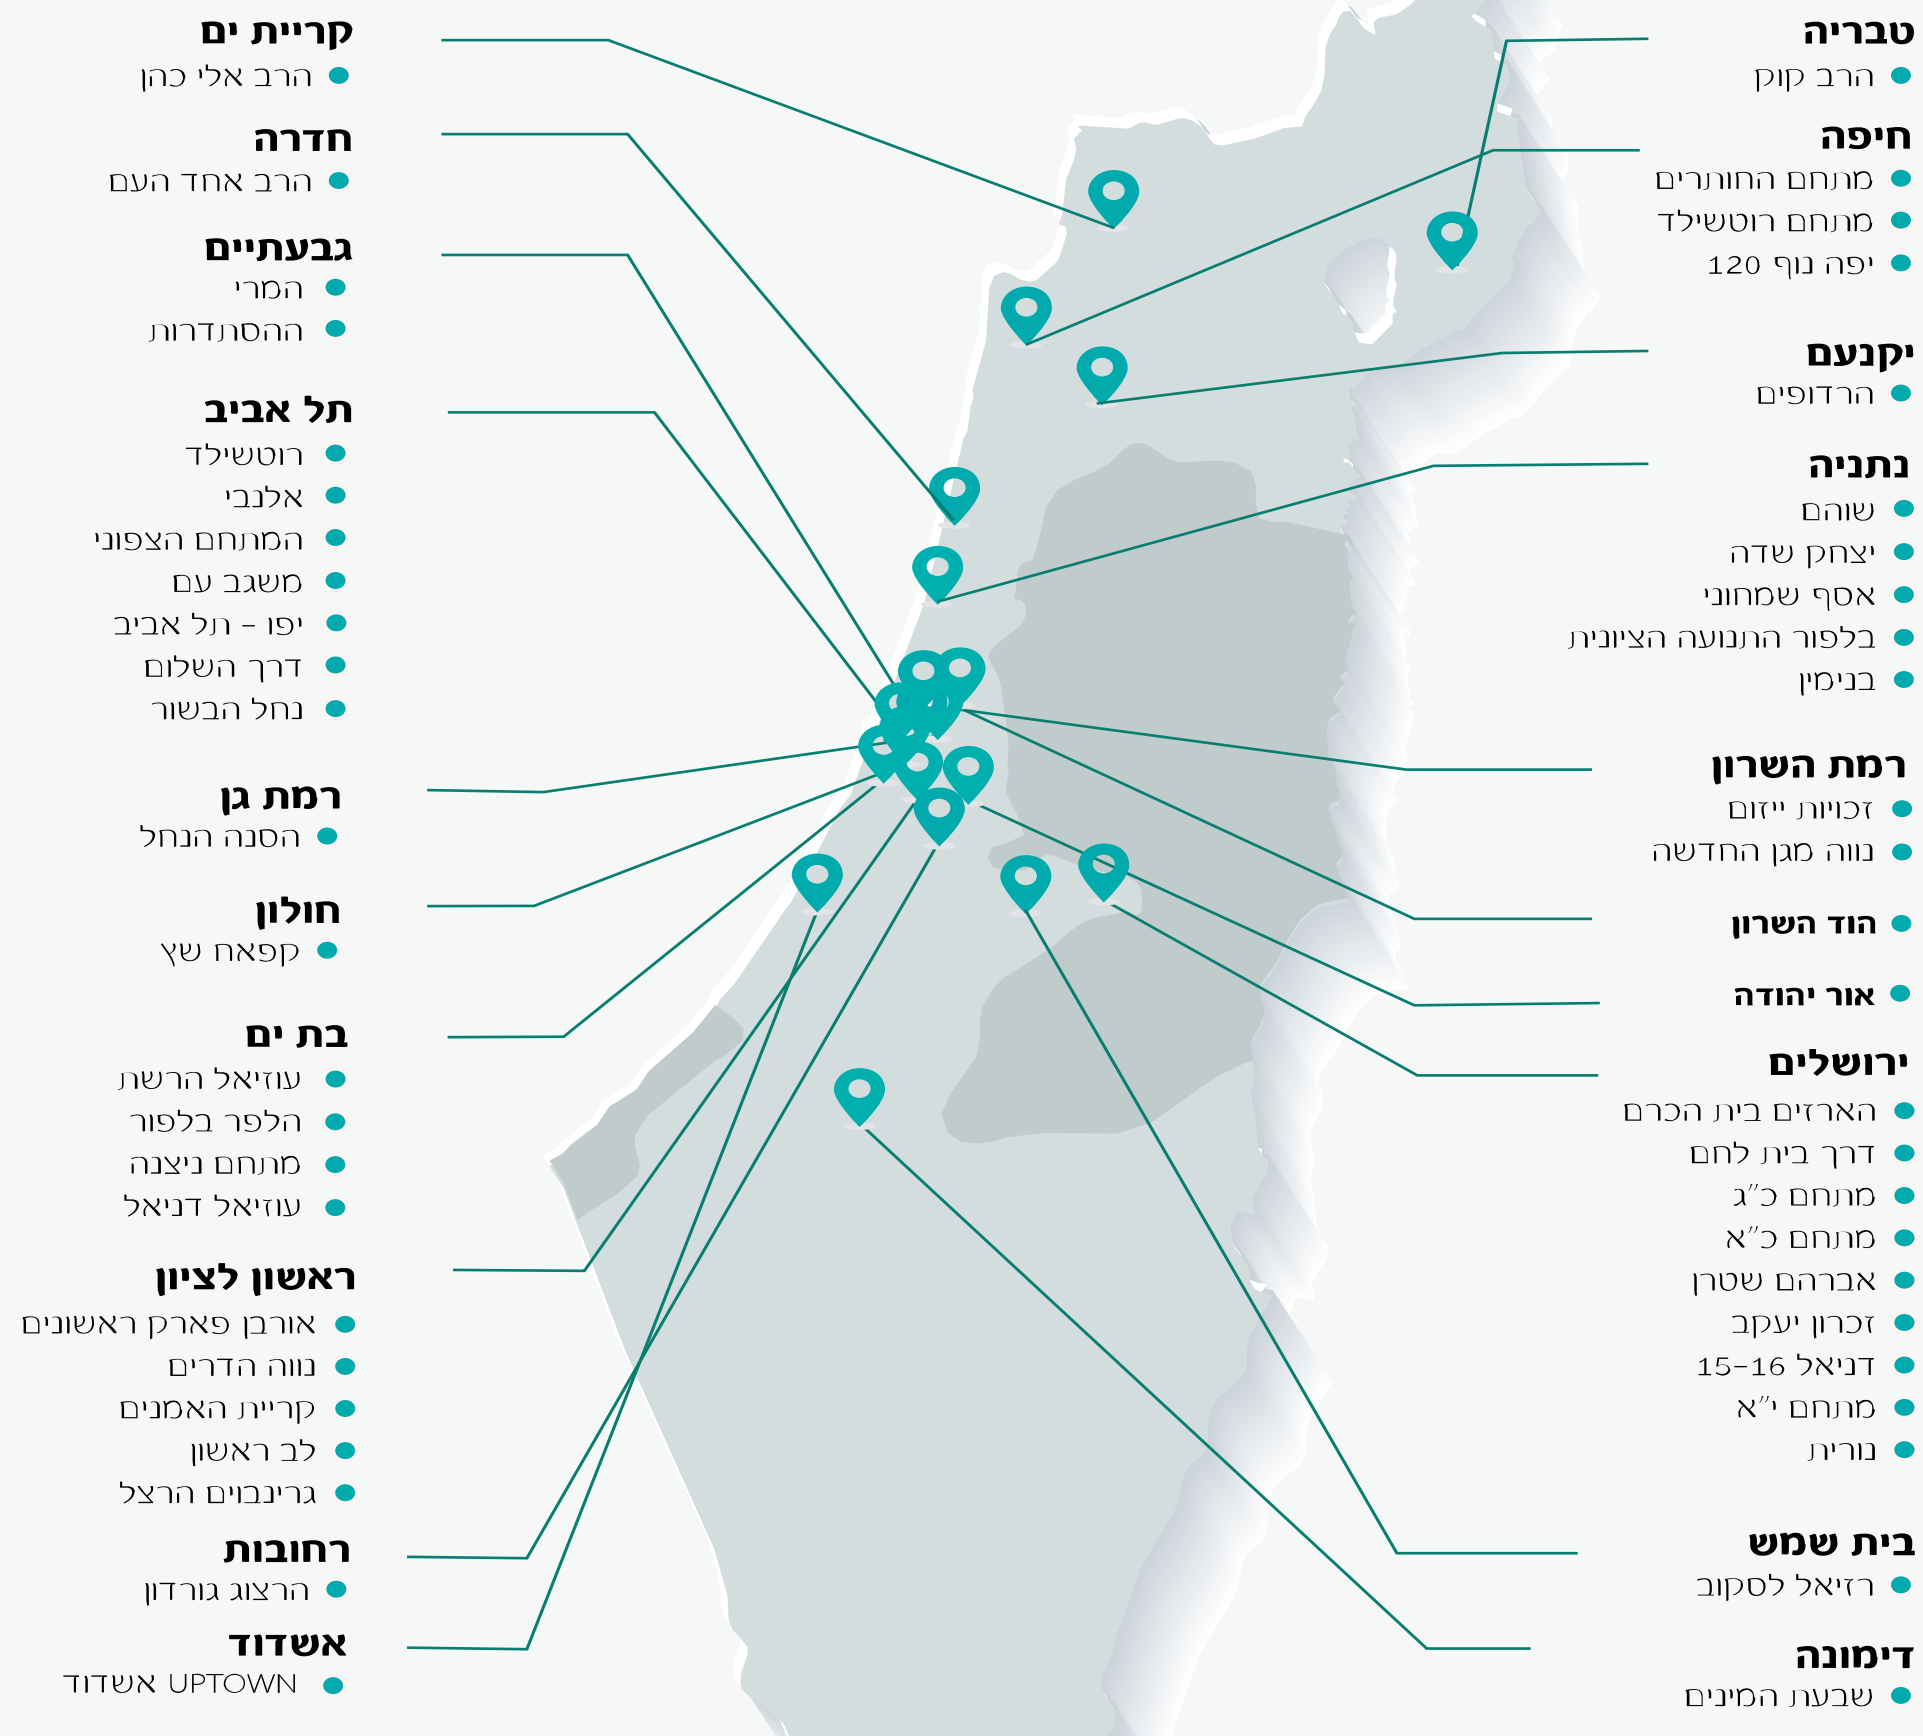 טבריה
הרב קוק
חיפה
מתחם החותרים
מתחם רוטשילד
יפה נוף 120
יקנעם
הרדופים
נתניה
שוהם
יצחק שדה
אסף שמחוני
בלפור התנועה הציונית
בנימין
רמת השרון
זכויות ייזום
נווה מגן החדשה
הוד השרון
אור יהודה
ירושלים
הארזים בית הכרם
דרך בית לחם
מתחם כ"ג
מתחם כ"א
אברהם שטרן
זכרון יעקב
דניאל 15-16
מתחם י"א
נורית
בית שמש
רזיאל לסקוב
דימונה
שבעת המינים
קריית ים
הרב אלי כהן
חדרה
הרב אחד העם
גבעתיים
המרי
ההסתדרות
תל אביב
רוטשילד
אלנבי
המתחם הצפוני
משגב עם
יפו - תל אביב
דרך השלום
נחל הבשור
רמת גן
הסנה הנחל
חולון
קפאח שץ
בת ים
עוזיאל הרשת
הלפר בלפור
מתחם ניצנה
עוזיאל דניאל
ראשון לציון
אורבן פארק ראשונים
נווה הדרים
קריית האמנים
לב ראשון
גרינבוים הרצל
רחובות
הרצוג גורדון
אשדוד
UPTOWN אשדוד